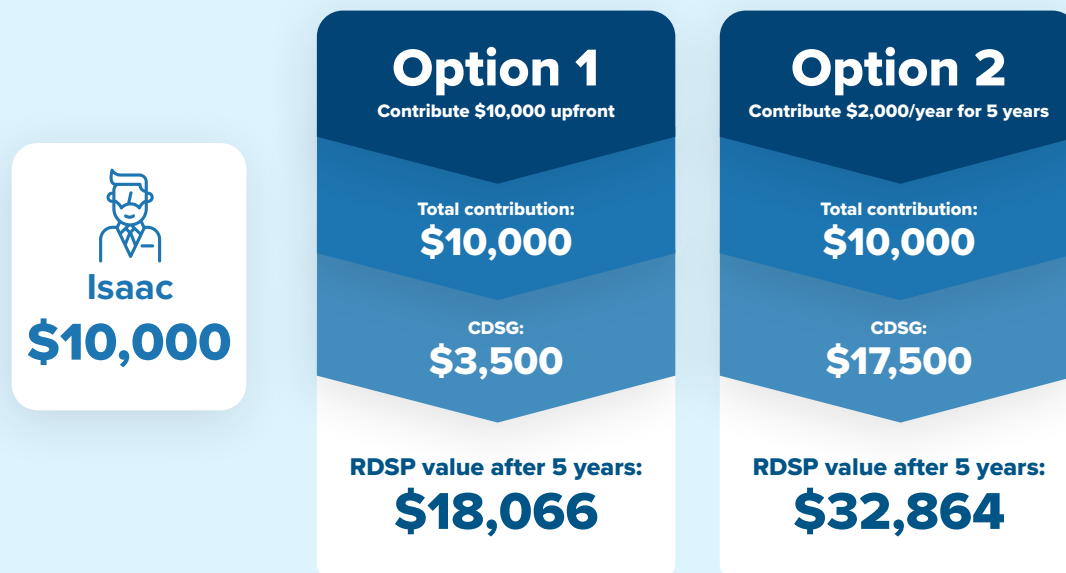 Isaac
$10,000
Option 1
Contribute $10,000 upfront
Total contribution:
$10,000
CDSG:
$3,500
RDSP value after 5 years:
$18,066
Option 2
Contribute $2,000/year for 5 years
Total contribution:
$10,000
CDSG:
$17,500
RDSP value after 5 years:
$32,864